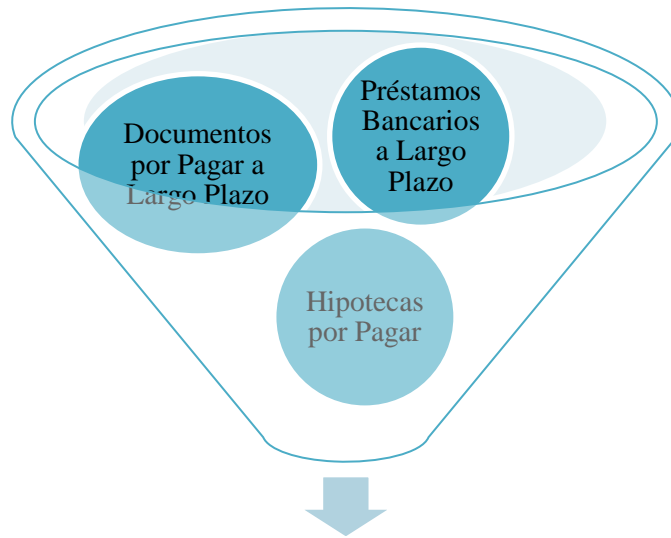 Documentos
por Pagar a
Largo Plazo
Préstamos
Bancarios
a Largo
Plazo
Hipotecas
por Pagar